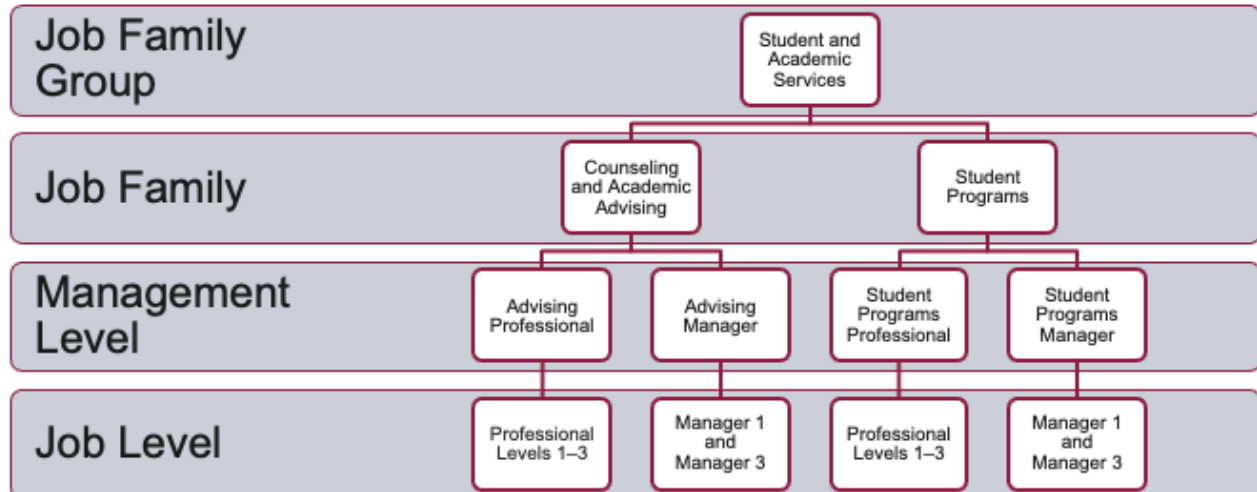 Job Family
Group
Student and
Academic
Services
Job Family
Counseling
and Academic
Advising
Student
Programs
Management
Level
Advising
Professional
Advising
Manager
Student
Programs
Professional
Student
Programs
Manager
Job Level
Professional
Levels 1–3
Manager 1
and
Manager 3
Professional
Levels 1–3
Manager 1
and
Manager 3